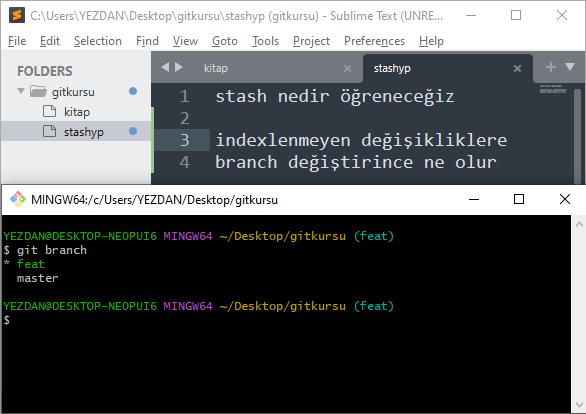 C:\Users\YEZDAN\Desktop\gitkursu\stashyp (gitkursu) - Sublime Text (UNRE...
File Edit Selection Find View Goto Tools Project Preferences Help
FOLDERS
gitkursu
kitap
stashyp
kitap
stashyp
1 stash nedir öğreneceğiz
2
3 indexlenmeyen değişikliklere
4 branch değiştirince ne olur
MINGW64:/c/Users/YEZDAN/Desktop/gitkursu
YEZDAN@DESKTOP-NEOPUI6 MINGW64 ~/Desktop/gitkursu (feat)
$ git branch
* feat
master
YEZDAN@DESKTOP-NEOPUI6 MINGW64 ~/Desktop/gitkursu (feat)
$